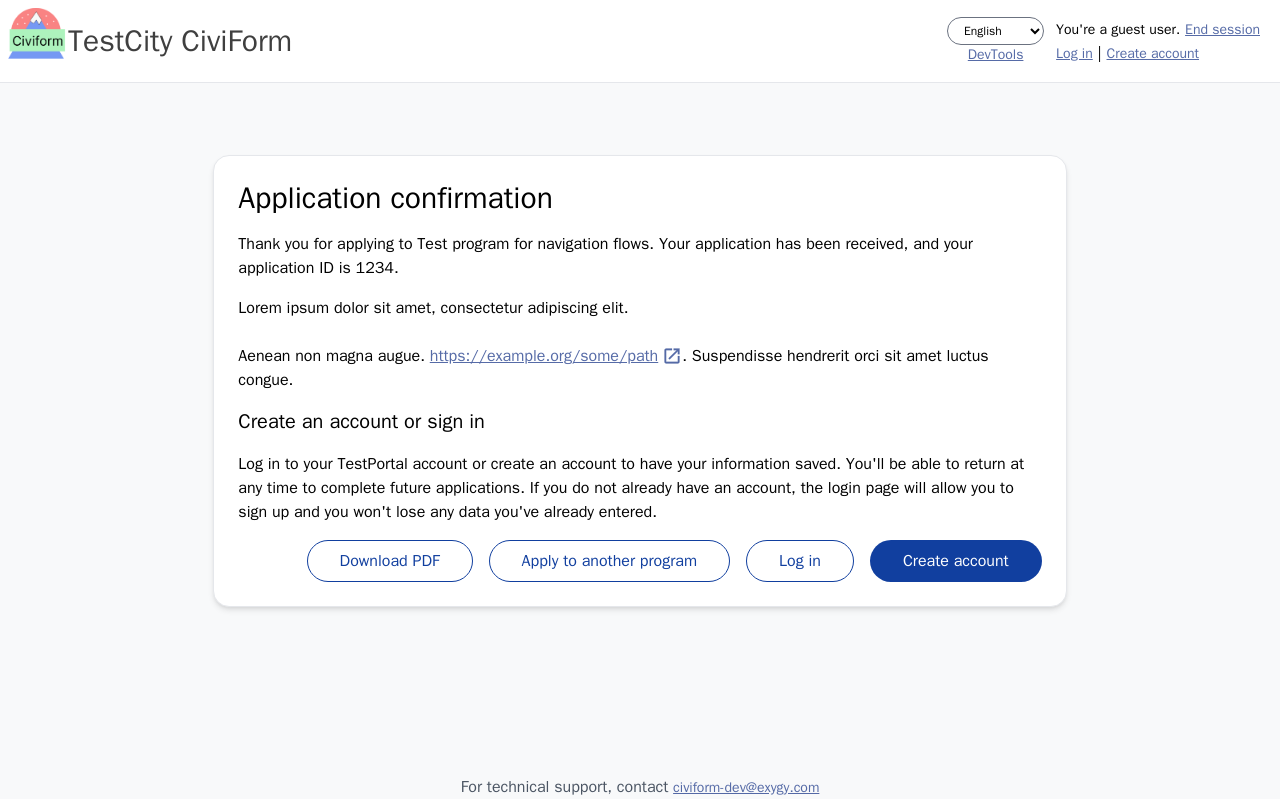 Civiform
TestCity CiviForm
English
DevTools
You're a guest user. End session
Log in | Create account
Application confirmation
Thank you for applying to Test program for navigation flows. Your application has been received, and your
application ID is 1234.
Lorem ipsum dolor sit amet, consectetur adipiscing elit.
Aenean non magna augue. https://example.org/some/path . Suspendisse hendrerit orci sit amet luctus
congue.
Create an account or sign in
Log in to your TestPortal account or create an account to have your information saved. You'll be able to return at
any time to complete future applications. If you do not already have an account, the login page will allow you to
sign up and you won't lose any data you've already entered.
Download PDF
Apply to another program
Log in
Create account
For technical support, contact civiform-dev@exygy.com